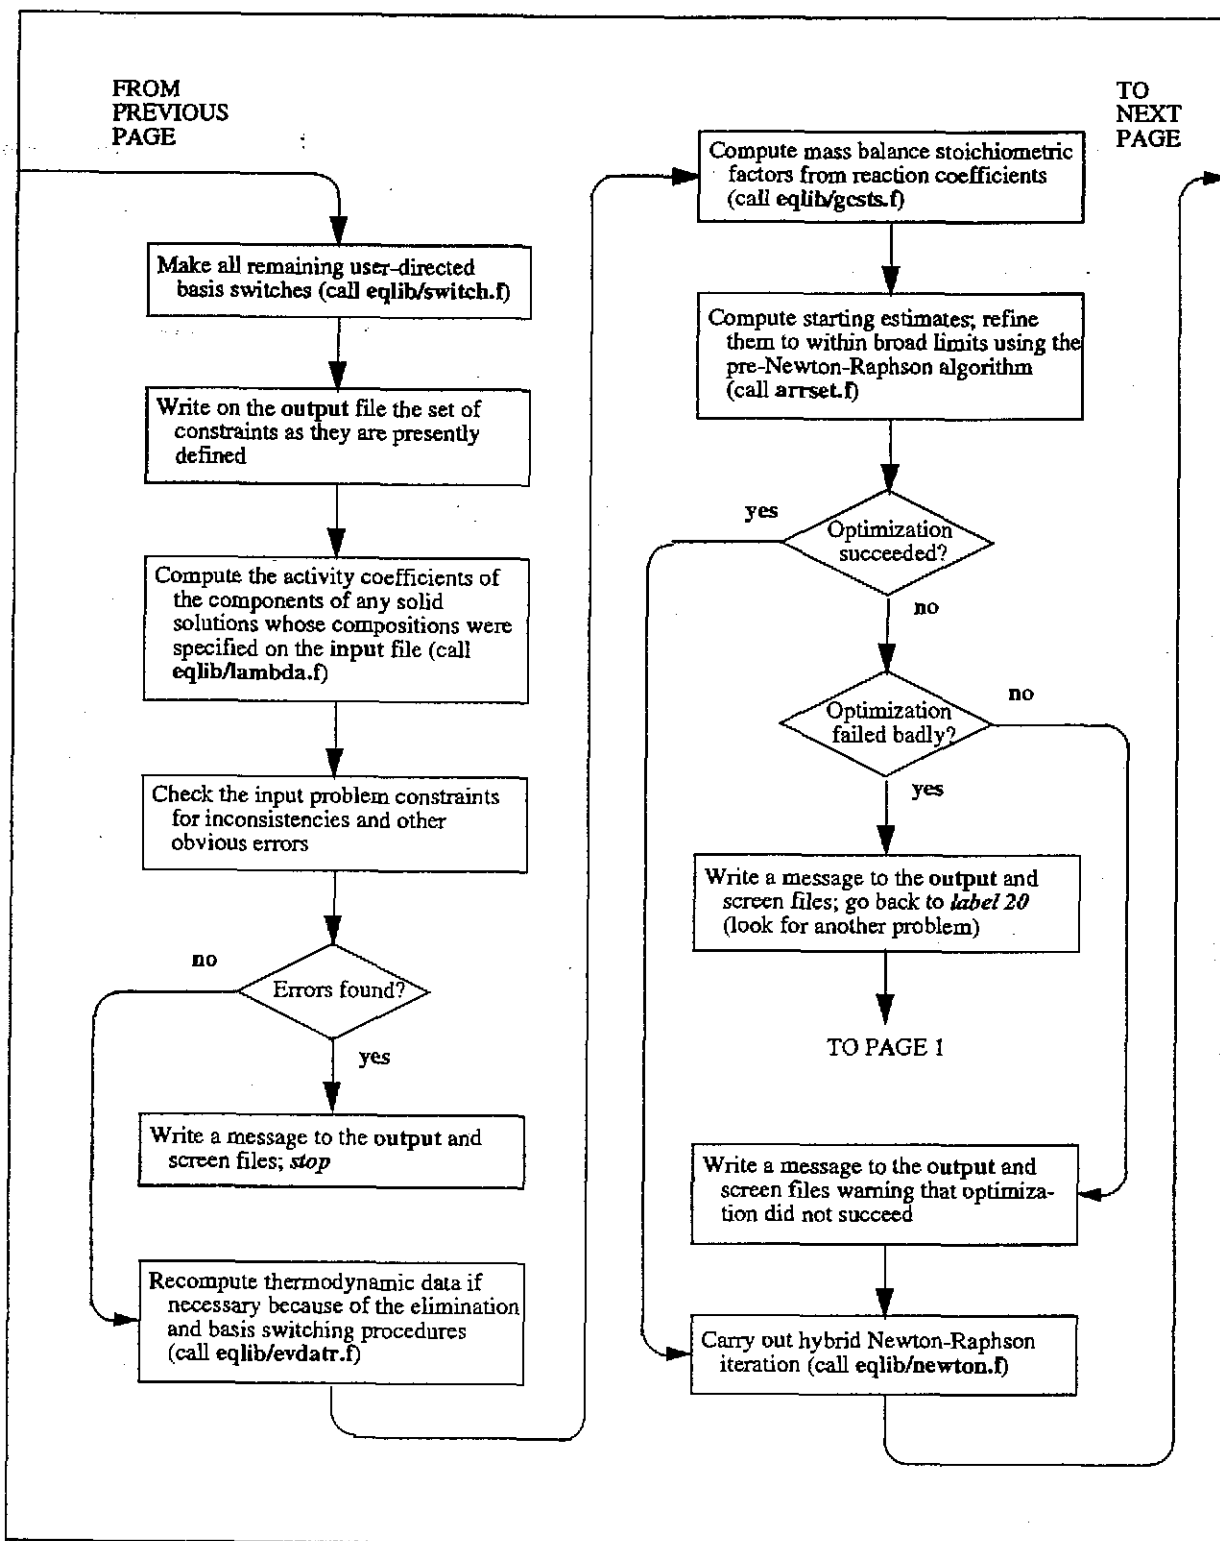 FROM
PREVIOUS
PAGE
Make all remaining user-directed
basis switches (call eqlib/switch.f)
Write on the output file the set of
constraints as they are presently
defined
Compute the activity coefficients of
the components of any solid
solutions whose compositions were
specified on the input file (call
eqlib/lambda.f)
Check the input problem constraints
for inconsistencies and other
obvious errors
no
Errors found?
yes
Write a message to the output and
screen files; stop
Recompute thermodynamic data if
necessary because of the elimination
and basis switching procedures
(call eqlib/evdatr.f)
Compute mass balance stoichiometric
factors from reaction coefficients
(call eqlib/gcsts.f)
Compute starting estimates; refine
them to within broad limits using the
pre-Newton-Raphson algorithm
(call arrset.f)
yes
Optimization
succeeded?
no
Optimization
failed badly?
no
yes
Write a message to the output and
screen files; go back to label 20
(look for another problem)
TO PAGE 1
Write a message to the output and
screen files warning that optimiza-
tion did not succeed
Carry out hybrid Newton-Raphson
iteration (call eqlib/newton.f)
TO
NEXT
PAGE